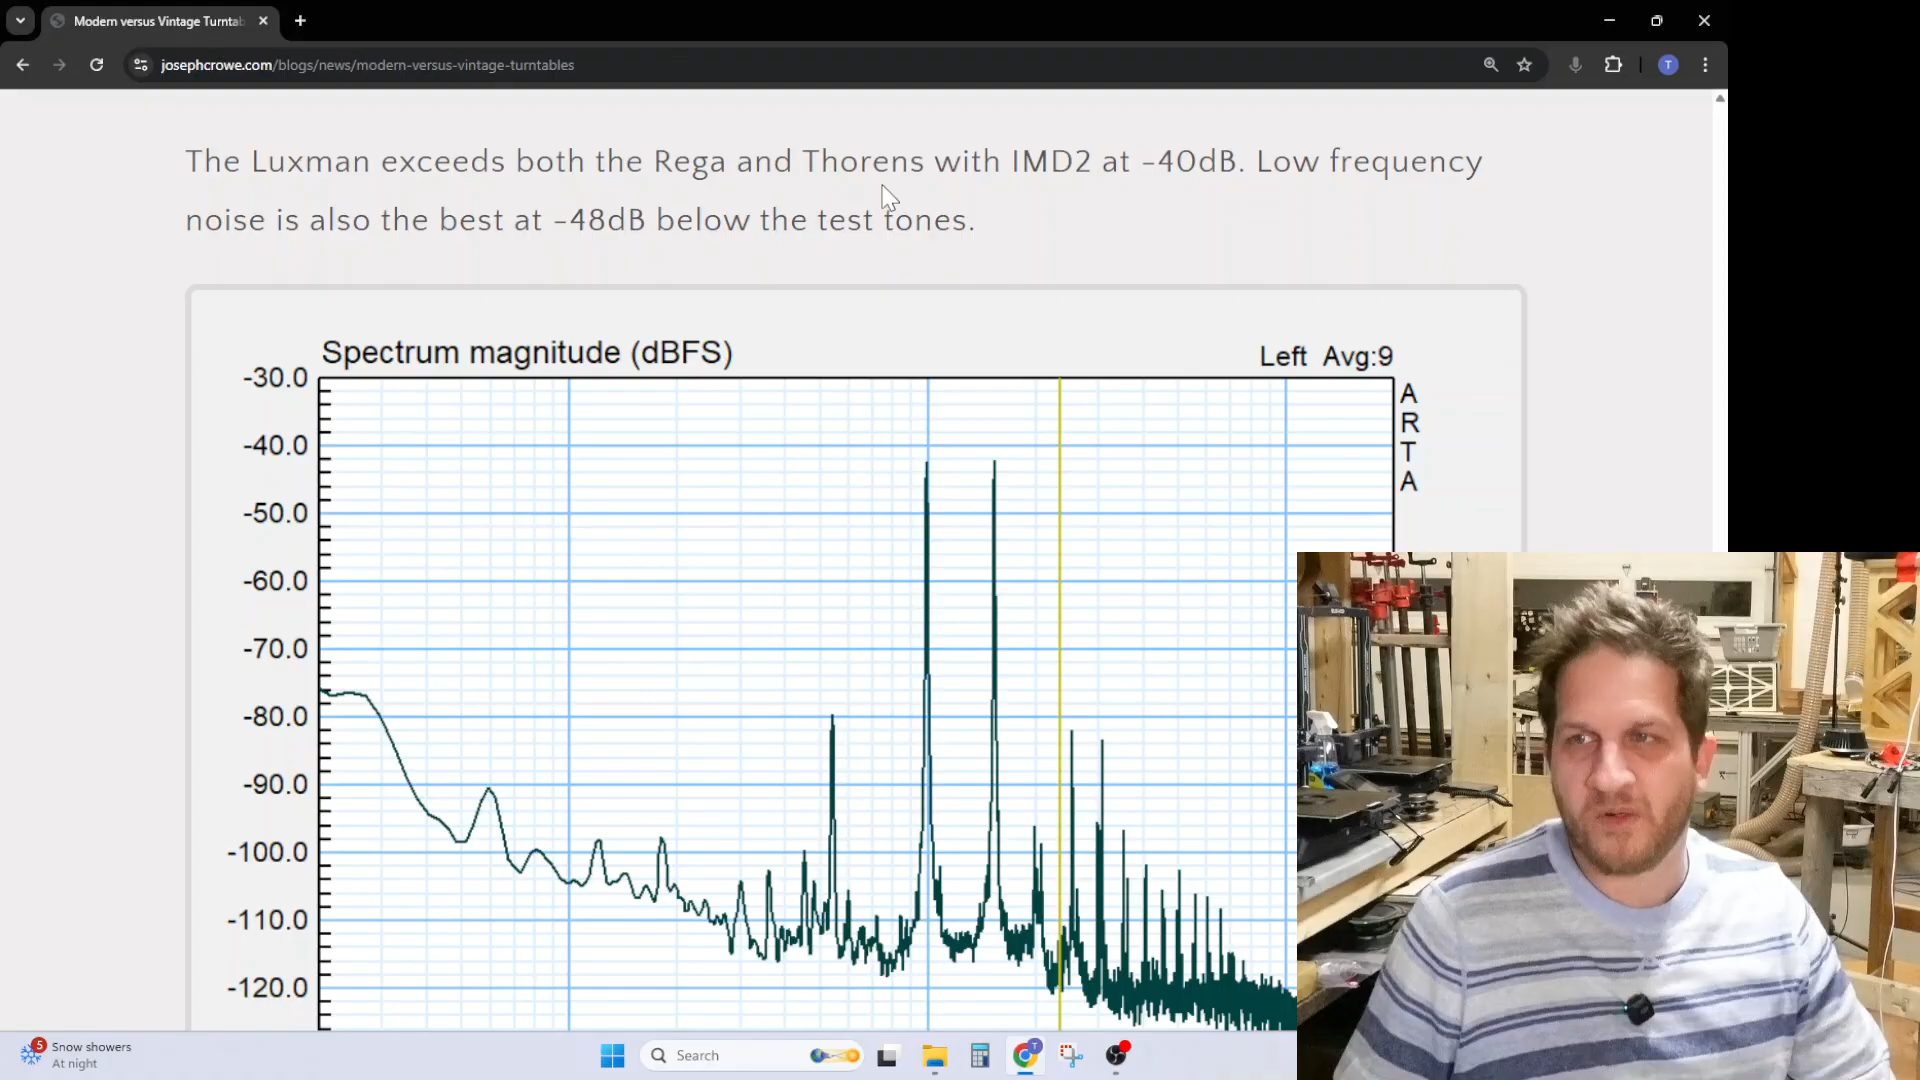 Modern versus Vintage Turnta
josephcrowe.com/blogs/news/modern-versus-vintage-turntables
T
The Luxman exceeds both the Rega and Thorens with IMD2 at -40dB. Low frequency
noise is also the best at -48dB below the test tones.
Spectrum magnitude (dBFS)
Left Avg:9
-30.0
-40.0
-50.0
-60.0
-70.0
-80.0
-90.0
-100.0
-110.0
-120.0
A
R
T
A
5
Snow showers
At night
Search
T